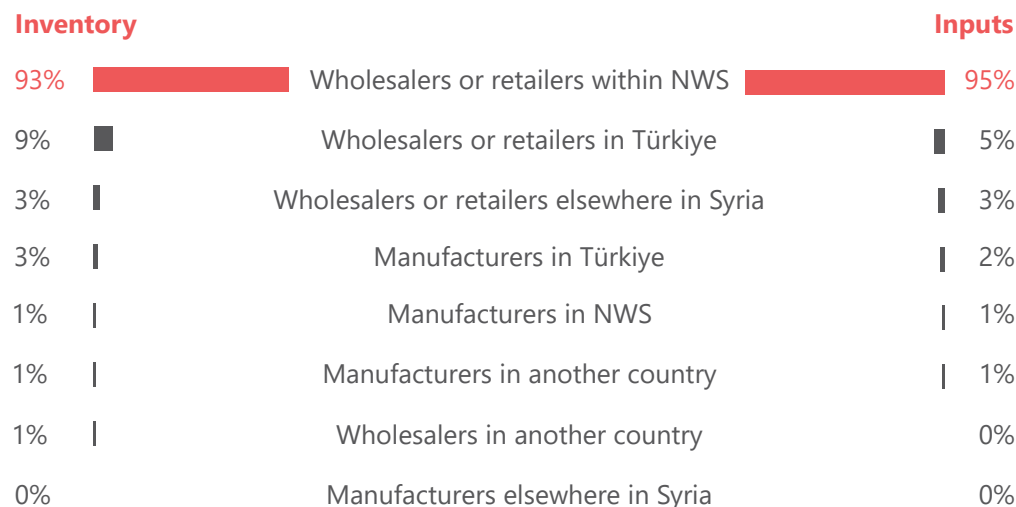 Inventory Inputs
93% Wholesalers or retailers within NWS 95%
9% Wholesalers or retailers in Türkiye 5%
3% Wholesalers or retailers elsewhere in Syria 3%
3% Manufacturers in Türkiye 2%
1% Manufacturers in NWS 1%
1% Manufacturers in another country 1%
1% Wholesalers in another country 0%
0% Manufacturers elsewhere in Syria 0%